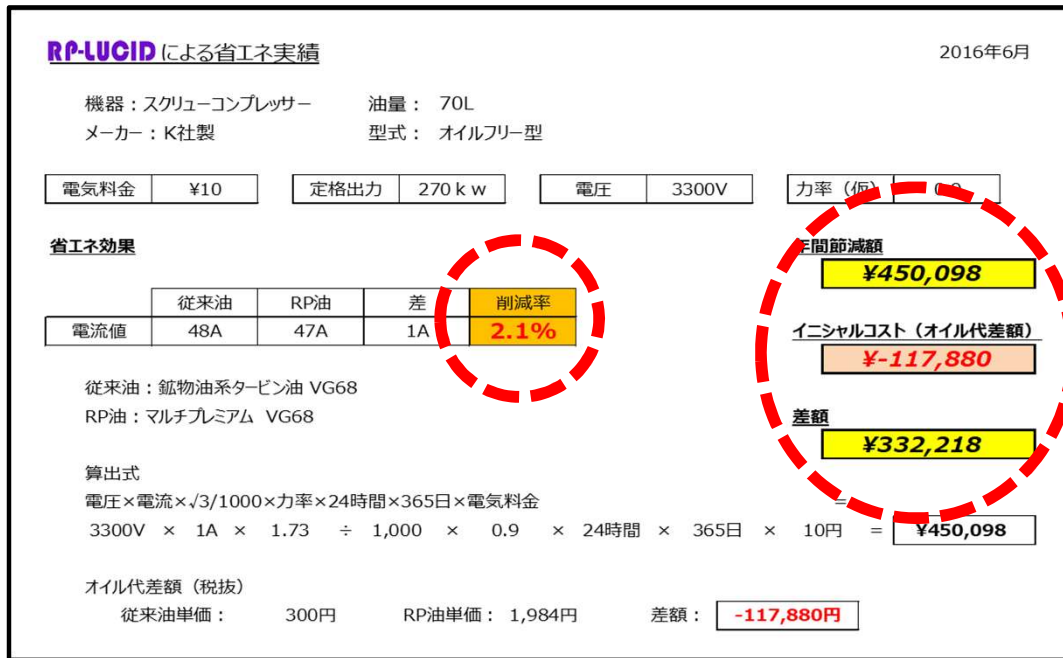 RP-LUCID による省エネ実績 2016年6月
機器：スクリューコンプレッサー 油量： 70L
メーカー：K社製 型式： オイルフリー型
電気料金 ¥10 定格出力 270ｋｗ 電圧 3300V 力率（仮）
省エネ効果 年間節減額
¥450,098
従来油 RP油 差 削減率
電流値 48A 47A 1A 2.1%
イニシャルコスト（オイル代差額）
¥-117,880
従来油：鉱物油系タービン油 VG68
RP油：マルチプレミアム VG68
差額
¥332,218
算出式
電圧×電流×√3/1000×力率×24時間×365日×電気料金 =
3300V × 1A × 1.73 ÷ 1,000 × 0.9 × 24時間 × 365日 × 10円 = ¥450,098
オイル代差額（税抜）
従来油単価： 300円 RP油単価： 1,984円 差額： -117,880円